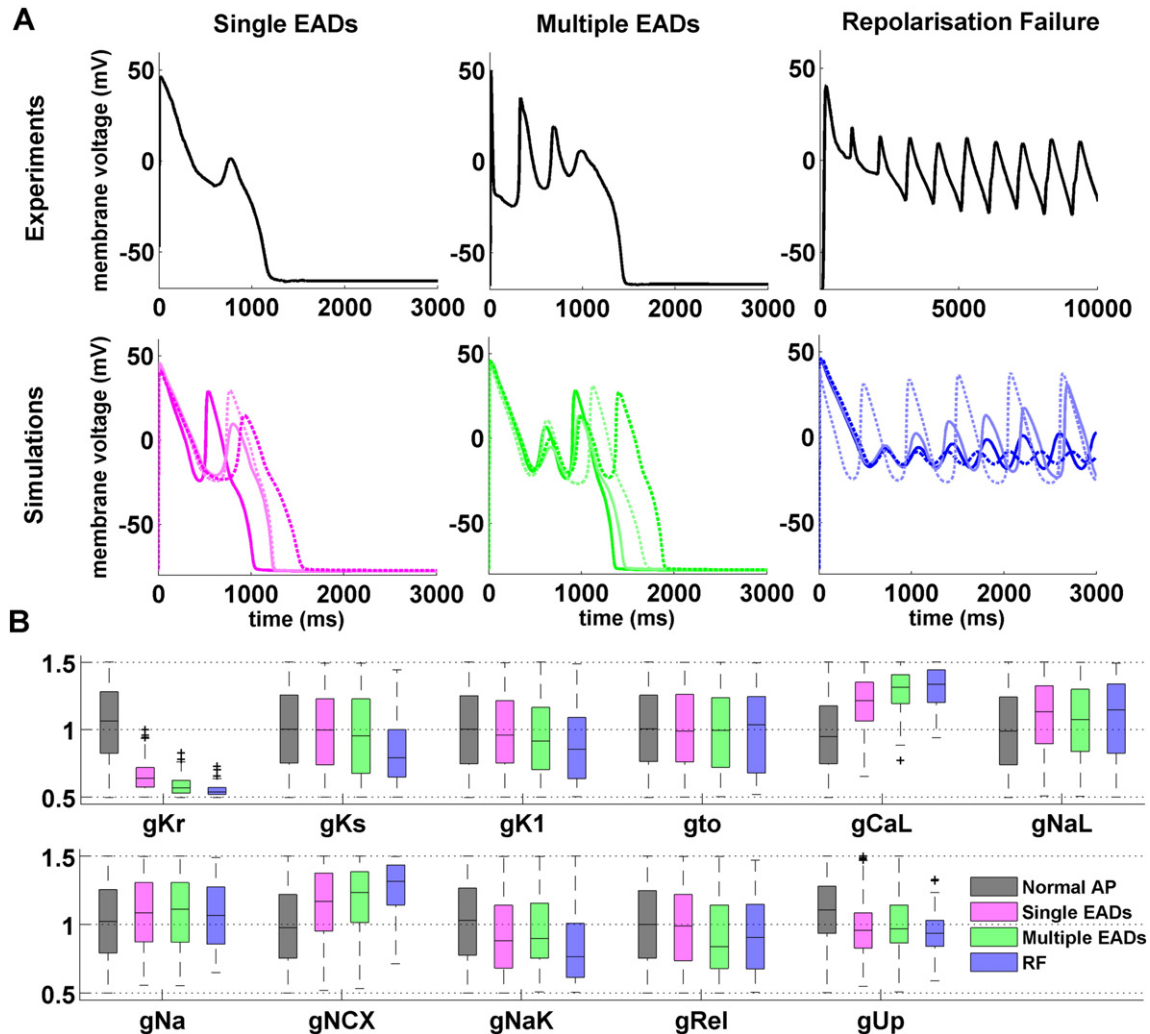 A
Single EADs
Multiple EADs
Repolarisation Failure
Experiments
membrane voltage (mV)
50
0
-50
0 1000 2000 3000
50
0
-50
0 1000 2000 3000
50
0
-50
0 5000 10000
Simulations
membrane voltage (mV)
50
0
-50
0 1000 2000 3000
time (ms)
50
0
-50
0 1000 2000 3000
time (ms)
50
0
-50
0 1000 2000 3000
time (ms)
B
1.5
1
0.5
gKr gKs gK1 gto gCaL gNaL
1.5
1
0.5
gNa gNCX gNaK gRel gUp
Normal AP
Single EADs
Multiple EADs
RF